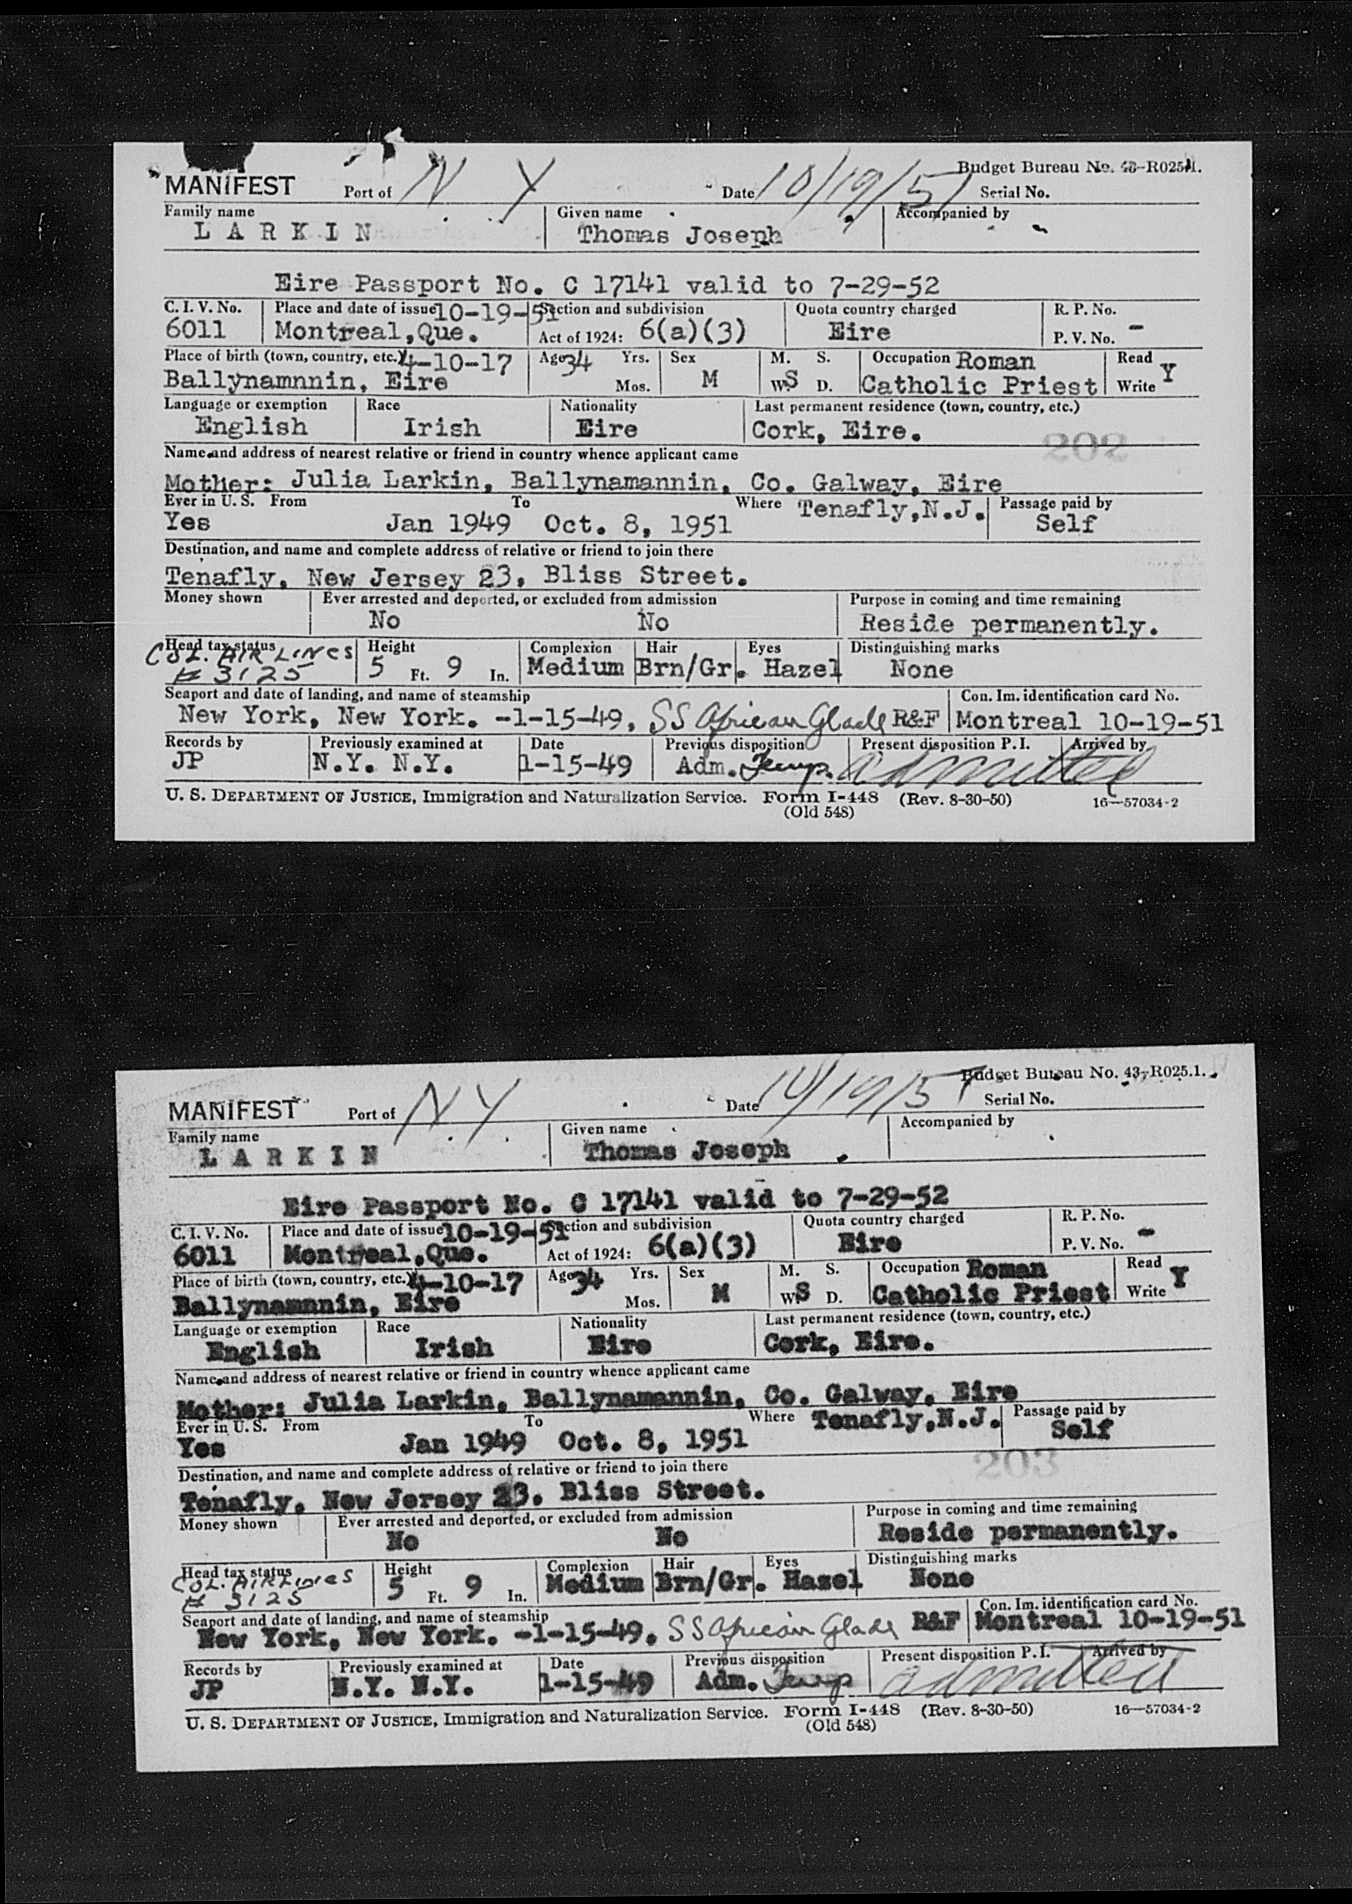 MANIFEST Port of N.Y. Date 10/19/51 Budget Bureau No. 43-R025.1.
Serial No.
Family name Given name Accompanied by
LARKIN Thomas Joseph
Eire Passport No. C 17141 valid to 7-29-52
C. I. V. No. Place and date of issue 10-19-51 Section and subdivision Quota country charged R. P. No.
6011 Montreal,Que. Act of 1924: 6(a)(3) Eire P. V. No. -
Place of birth (town, country, etc.) 4-10-17 Age 34 Yrs. Sex M. S. Occupation Roman Read Y
Ballynamnnin, Eire Mos. M W. S D. Catholic Priest Write
Language or exemption Race Nationality Last permanent residence (town, country, etc.)
English Irish Eire Cork, Eire.
202
Name and address of nearest relative or friend in country whence applicant came
Mother: Julia Larkin, Ballynamannin, Co. Galway, Eire
Ever in U. S. From To Where Tenafly,N.J. Passage paid by
Yes Jan 1949 Oct. 8, 1951 Self
Destination, and name and complete address of relative or friend to join there
Tenafly, New Jersey 23, Bliss Street.
Money shown Ever arrested and deported, or excluded from admission Purpose in coming and time remaining
No No Reside permanently.
Head tax status Height Complexion Hair Eyes Distinguishing marks
COL. AIRLINES 5 Ft. 9 In. Medium Brn/Gr. Hazel None
# 3125
Seaport and date of landing, and name of steamship Con. Im. identification card No.
New York, New York. -1-15-49, SS African Glade R&F Montreal 10-19-51
Records by Previously examined at Date Previous disposition Present disposition P. I. Arrived by
JP N.Y. N.Y. 1-15-49 Adm. Temp. admitted
U. S. DEPARTMENT OF JUSTICE, Immigration and Naturalization Service. Form I-448 (Rev. 8-30-50) 16—57034-2
(Old 548)
MANIFEST Port of N.Y. Date 10/19/51 Budget Bureau No. 43-R025.1.
Serial No.
Family name Given name Accompanied by
LARKIN Thomas Joseph
Eire Passport No. C 17141 valid to 7-29-52
C. I. V. No. Place and date of issue 10-19-51 Section and subdivision Quota country charged R. P. No.
6011 Montreal,Que. Act of 1924: 6(a)(3) Eire P. V. No. -
Place of birth (town, country, etc.) 4-10-17 Age 34 Yrs. Sex M. S. Occupation Roman Read Y
Ballynamnnin, Eire Mos. M W. S D. Catholic Priest Write
Language or exemption Race Nationality Last permanent residence (town, country, etc.)
English Irish Eire Cork, Eire.
Name and address of nearest relative or friend in country whence applicant came
Mother: Julia Larkin, Ballynamannin, Co. Galway, Eire
Ever in U. S. From To Where Tenafly,N.J. Passage paid by
Yes Jan 1949 Oct. 8, 1951 Self
203
Destination, and name and complete address of relative or friend to join there
Tenafly, New Jersey 23, Bliss Street.
Money shown Ever arrested and deported, or excluded from admission Purpose in coming and time remaining
No No Reside permanently.
Head tax status Height Complexion Hair Eyes Distinguishing marks
COL. AIRLINES 5 Ft. 9 In. Medium Brn/Gr. Hazel None
# 3125
Seaport and date of landing, and name of steamship Con. Im. identification card No.
New York, New York. -1-15-49, SS African Glade R&F Montreal 10-19-51
Records by Previously examined at Date Previous disposition Present disposition P. I. Arrived by
JP N.Y. N.Y. 1-15-49 Adm. Temp admitted
U. S. DEPARTMENT OF JUSTICE, Immigration and Naturalization Service. Form I-448 (Rev. 8-30-50) 16—57034-2
(Old 548)